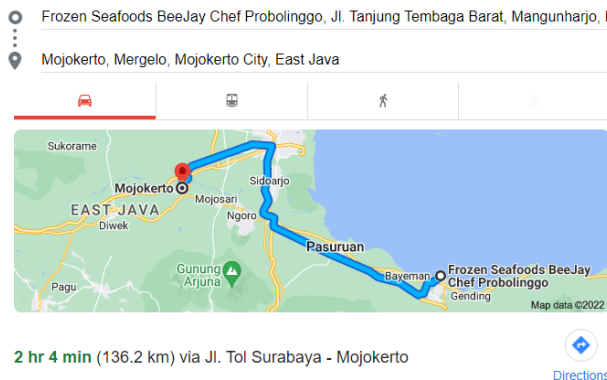 Frozen Seafoods BeeJay Chef Probolinggo, Jl. Tanjung Tembaga Barat, Mangunharjo,
Mojokerto, Mergelo, Mojokerto City, East Java
Sukorame
Mojokerto
Sidoarjo
Mojosari
EAST JAVA
Ngoro
Diwek
Pasuruan
Gunung
Arjuna
Bayeman
Frozen Seafoods BeeJay
Chef Probolinggo
Pagu
Gending
Map data ©2022
2 hr 4 min (136.2 km) via Jl. Tol Surabaya - Mojokerto
Directions